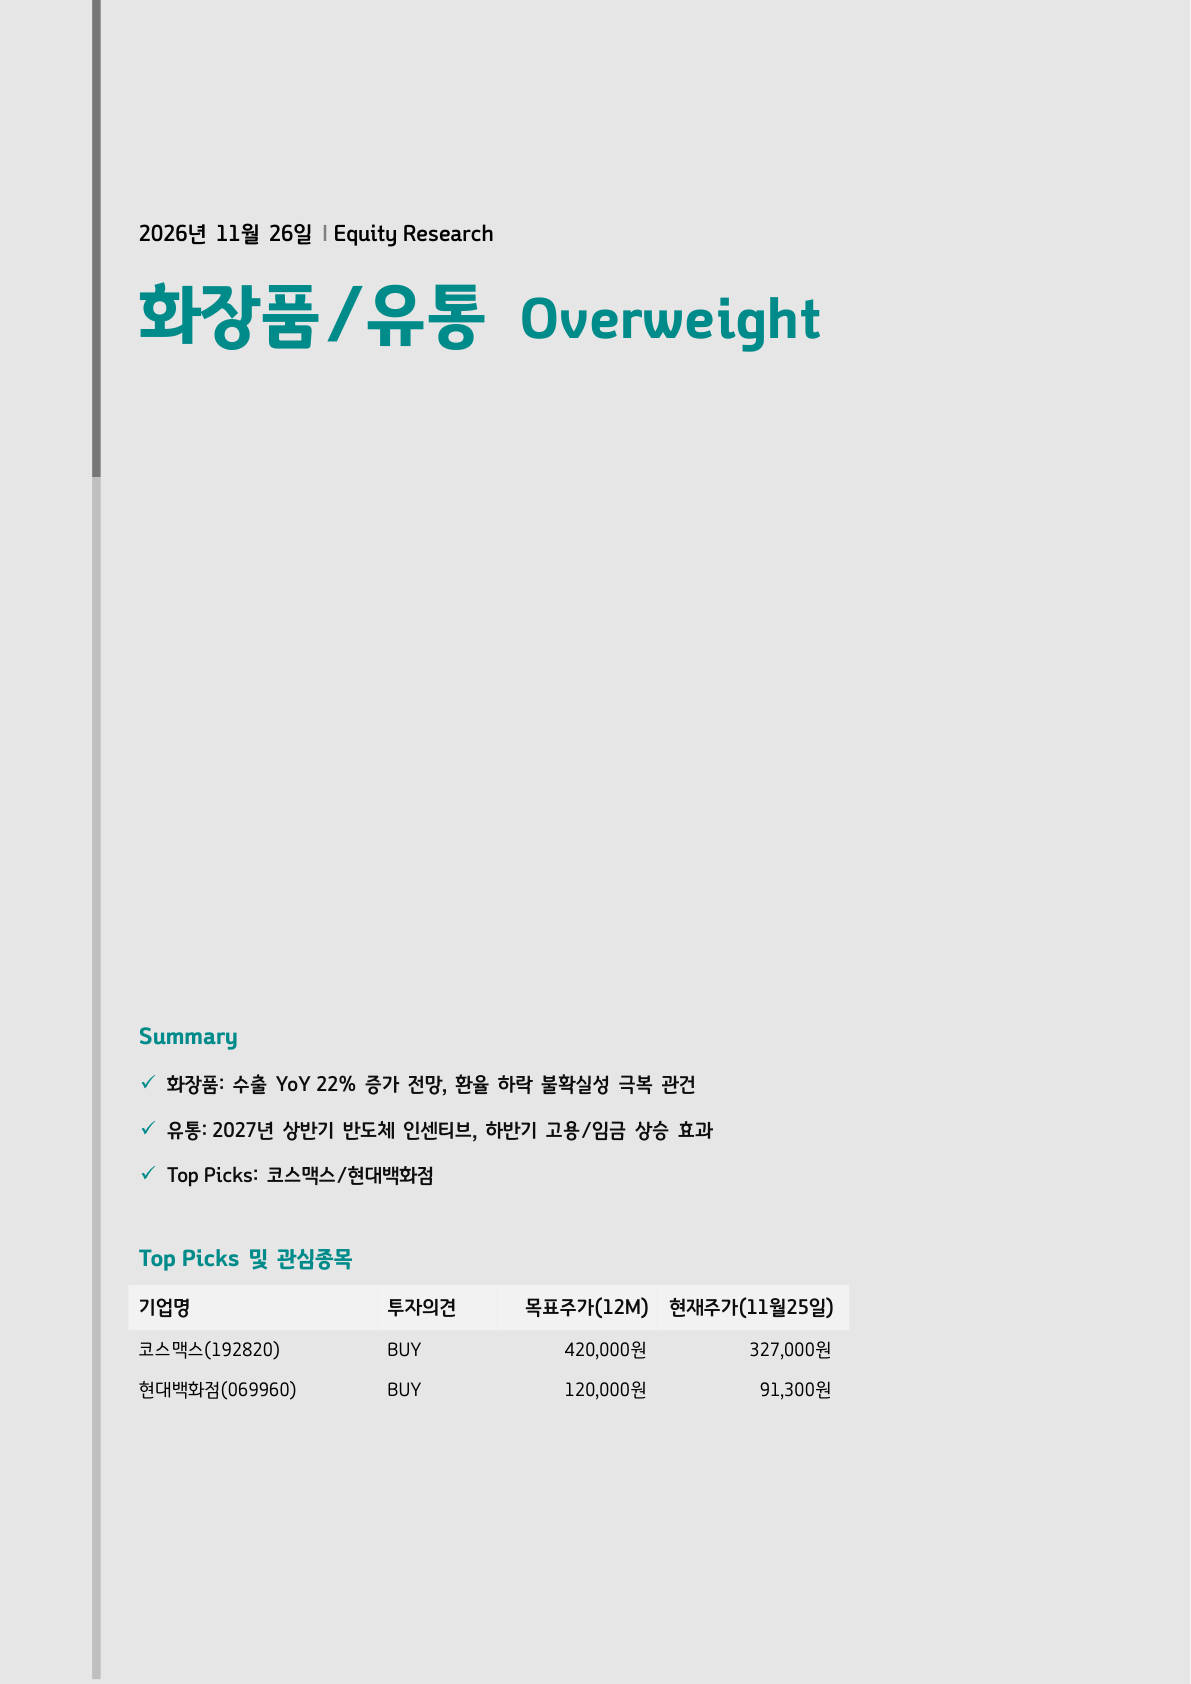 2026년 11월 26일 | Equity Research
화장품/유통 Overweight
Summary
✓ 화장품: 수출 YoY 22% 증가 전망, 환율 하락 불확실성 극복 관건
✓ 유통: 2027년 상반기 반도체 인센티브, 하반기 고용/임금 상승 효과
✓ Top Picks: 코스맥스/현대백화점
Top Picks 및 관심종목
기업명 투자의견 목표주가(12M) 현재주가(11월25일)
코스맥스(192820) BUY 420,000원 327,000원
현대백화점(069960) BUY 120,000원 91,300원